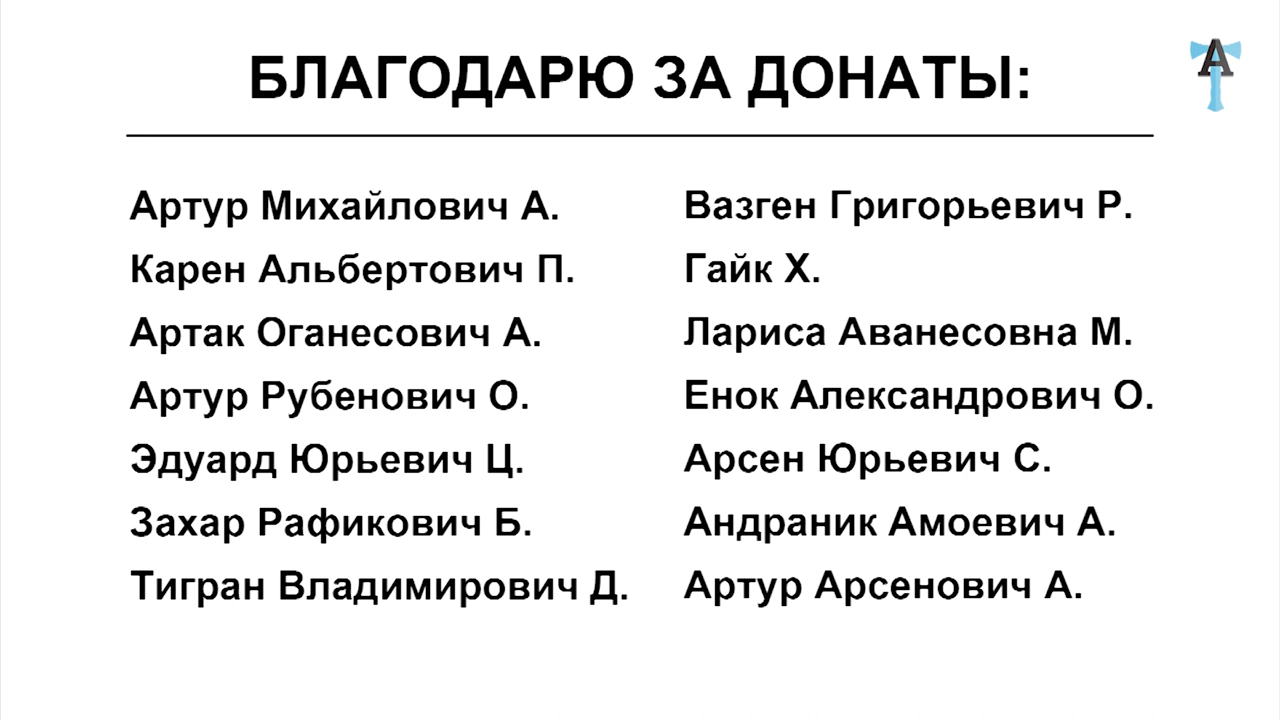 БЛАГОДАРЮ ЗА ДОНАТЫ:
А
Артур Михайлович А.
Карен Альбертович П.
Артак Оганесович А.
Артур Рубенович О.
Эдуард Юрьевич Ц.
Захар Рафикович Б.
Тигран Владимирович Д.
Вазген Григорьевич Р.
Гайк Х.
Лариса Аванесовна М.
Енок Александрович О.
Арсен Юрьевич С.
Андраник Амоевич А.
Артур Арсенович А.